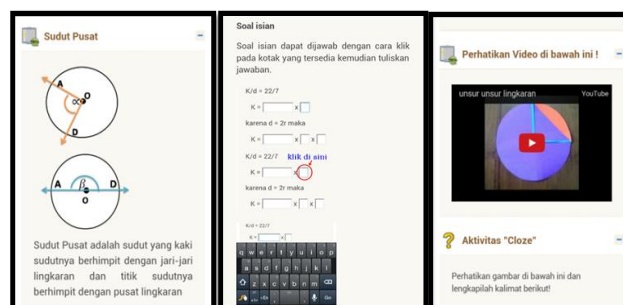 Sudut Pusat
A
O
α
D
A
β
D
O
Sudut Pusat adalah sudut yang kaki
sudutnya berhimpit dengan jari-jari
lingkaran dan titik sudutnya
berhimpit dengan pusat lingkaran
Soal isian
Soal isian dapat dijawab dengan cara klik
pada kotak yang tersedia kemudian tuliskan
jawaban.
K/d = 22/7
K = x
karena d = 2r maka
K = x x
K/d = 22/7 klik di sini
K = x
karena d = 2r maka
K = x x
K/d = 22/7
K = x
q w e r t y u i o p
a s d f g h j k l
z x c v b n m
Perhatikan Video di bawah ini !
unsur unsur lingkaran YouTube
Aktivitas "Cloze"
Perhatikan gambar di bawah ini dan
lengkapilah kalimat berikut!